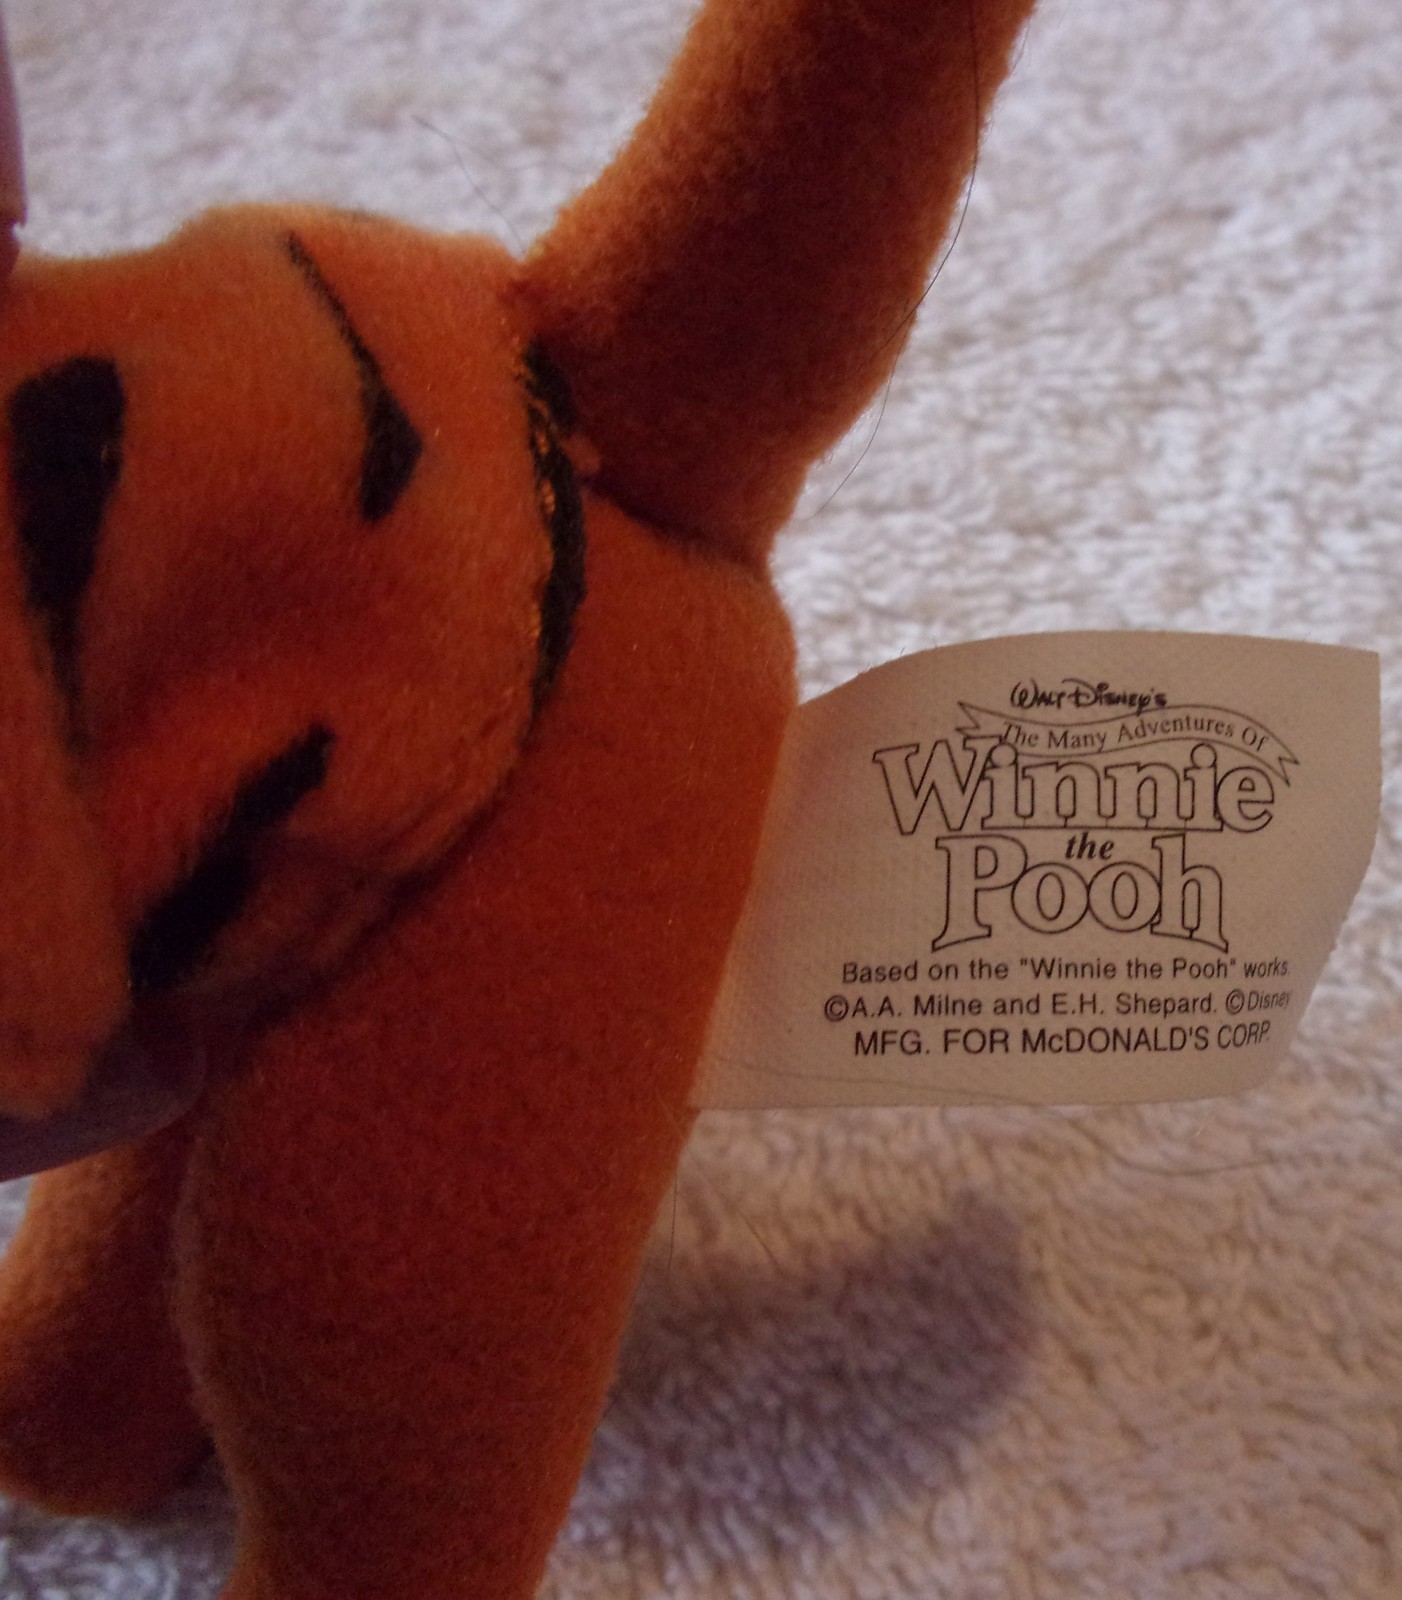 WALT DISNEY'S
The Many Adventures Of
Winnie
the
Pooh
Based on the "Winnie the Pooh" works.
©A.A. Milne and E.H. Shepard. ©Disney
MFG. FOR McDONALD'S CORP.